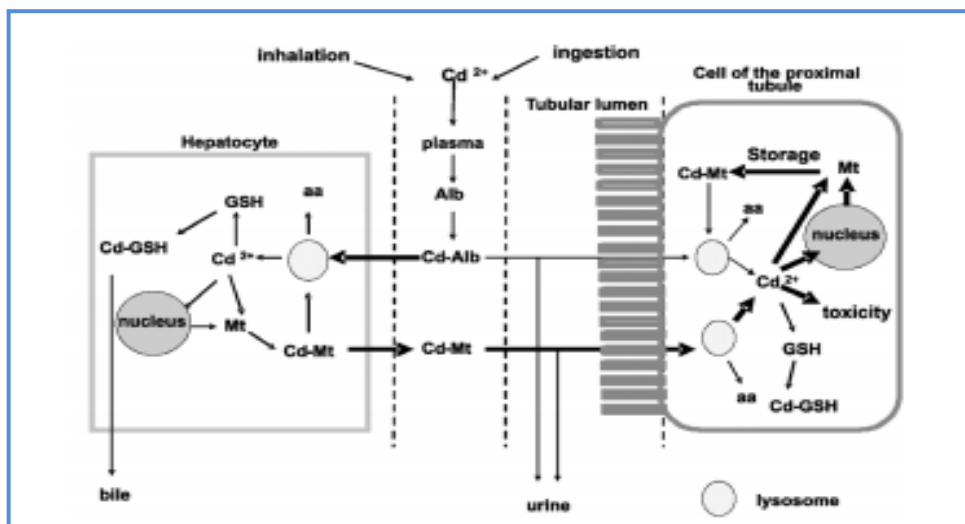 inhalation
ingestion
Cd 2+
Cell of the proximal
tubule
Tubular lumen
Hepatocyte
plasma
Storage
Mt
Cd-Mt
aa
GSH
Alb
aa
nucleus
Cd-GSH
Cd 2+
Cd-Alb
Cd 2+
toxicity
nucleus
Mt
Cd-Mt
Cd-Mt
GSH
aa
Cd-GSH
bile
urine
lysosome